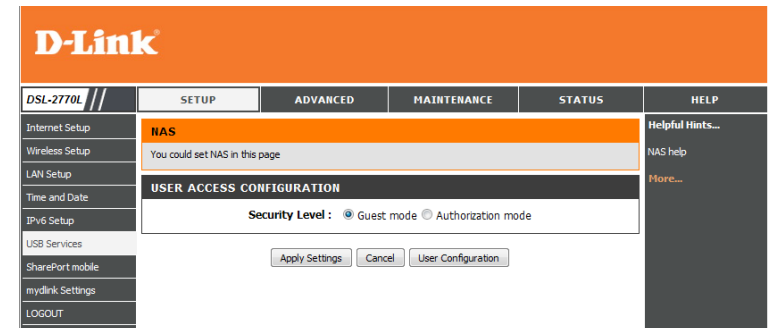 D-Link
DSL-2770L
SETUP ADVANCED MAINTENANCE STATUS HELP
Internet Setup
Wireless Setup
LAN Setup
Time and Date
IPv6 Setup
USB Services
SharePort mobile
mydlink Settings
LOGOUT
NAS
You could set NAS in this page
USER ACCESS CONFIGURATION
Security Level : Guest mode Authorization mode
Apply Settings Cancel User Configuration
Helpful Hints...
NAS help
More...